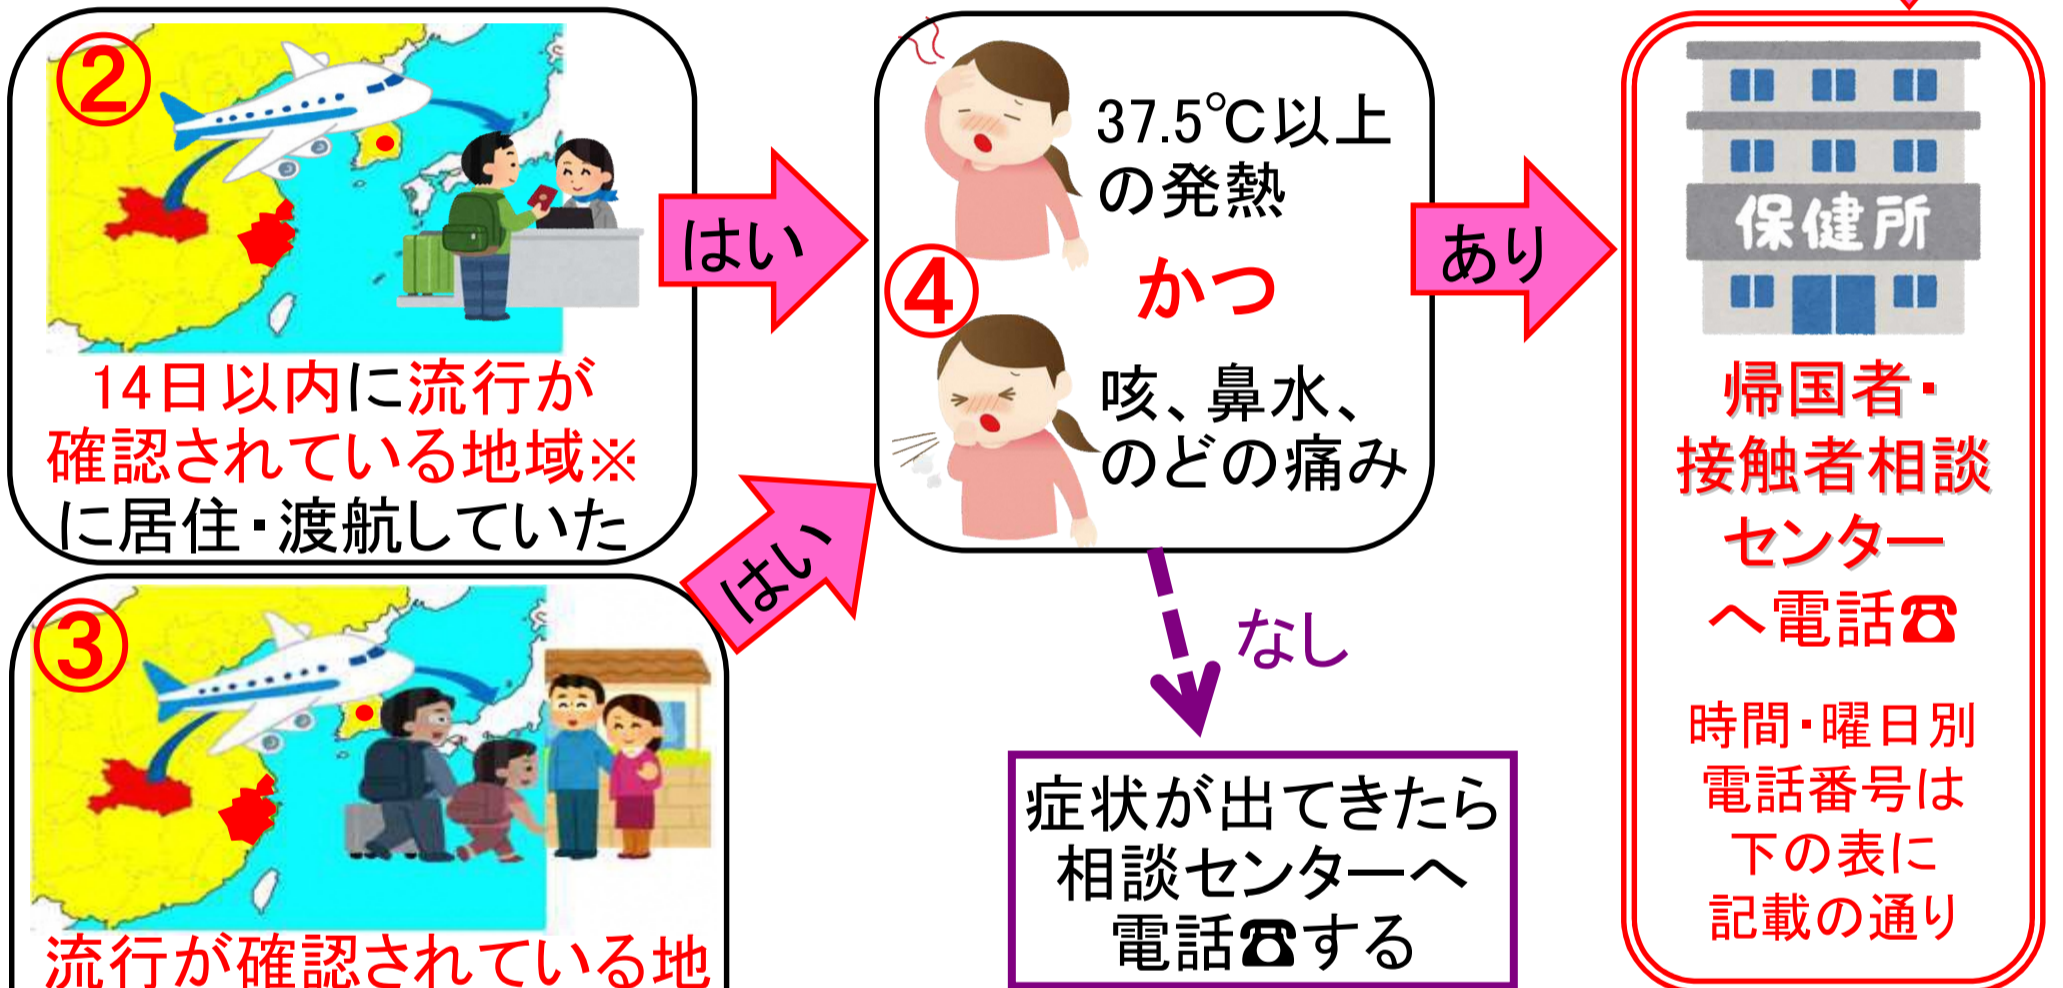 ②
14日以内に流行が
確認されている地域※
に居住・渡航していた
はい
③
流行が確認されている地
はい
④
37.5℃以上
の発熱
かつ
咳、鼻水、
のどの痛み
あり
なし
症状が出てきたら
相談センターへ
電話☎する
保健所
帰国者・
接触者相談
センター
へ電話☎
時間・曜日別
電話番号は
下の表に
記載の通り